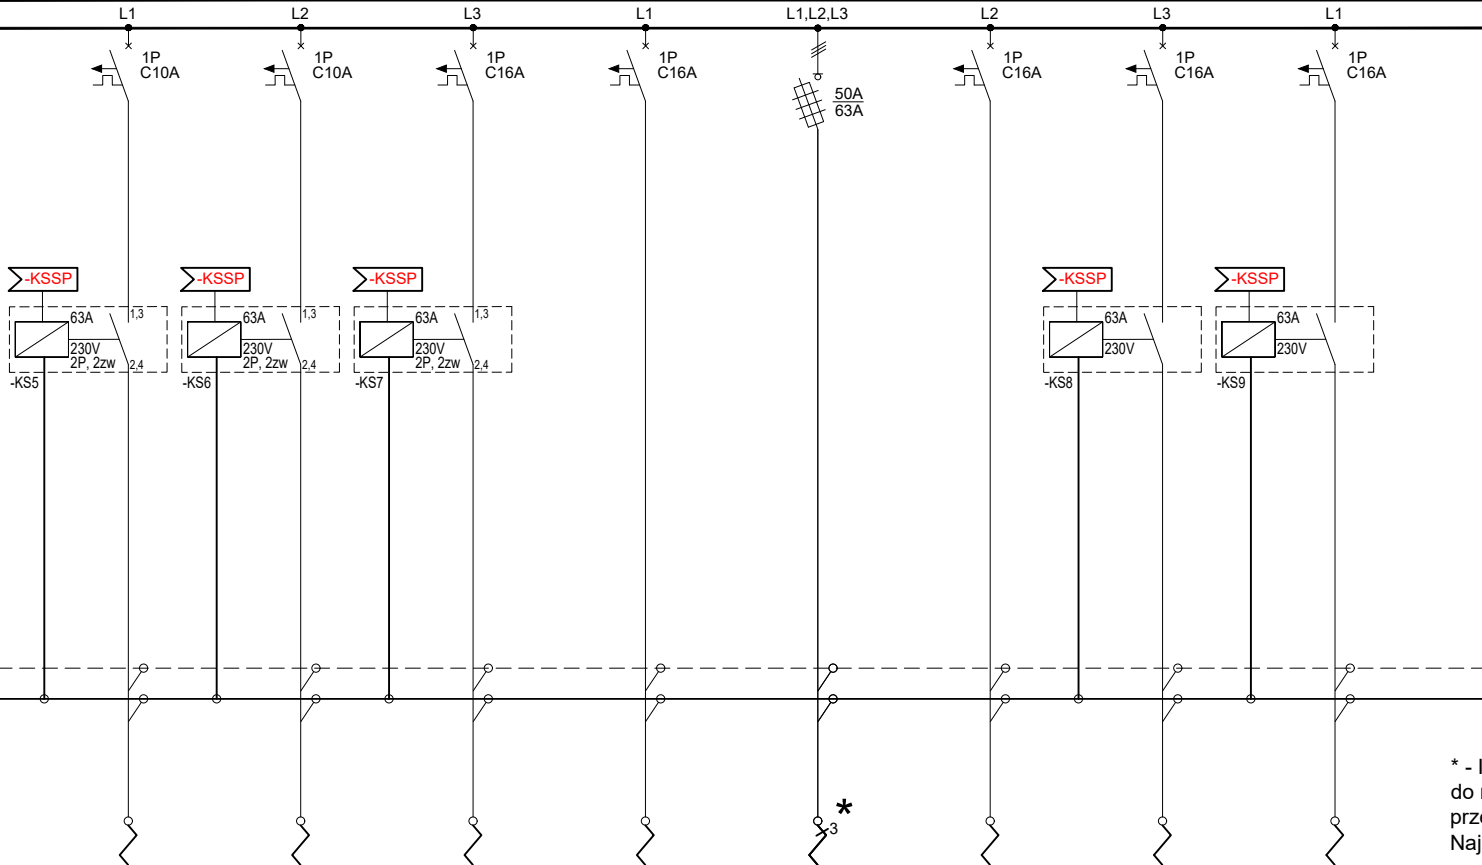 L1
L2
L3
L1
L1,L2,L3
L2
L3
L1
1P
C10A
1P
C10A
1P
C16A
1P
C16A
50A
63A
1P
C16A
1P
C16A
1P
C16A
-KSSP
-KSSP
-KSSP
-KSSP
-KSSP
63A
230V
2P, 2zw
1,3
2,4
-KS5
63A
230V
2P, 2zw
1,3
2,4
-KS6
63A
230V
2P, 2zw
1,3
2,4
-KS7
63A
230V
-KS8
63A
230V
-KS9
*
3
* -
do
Naj